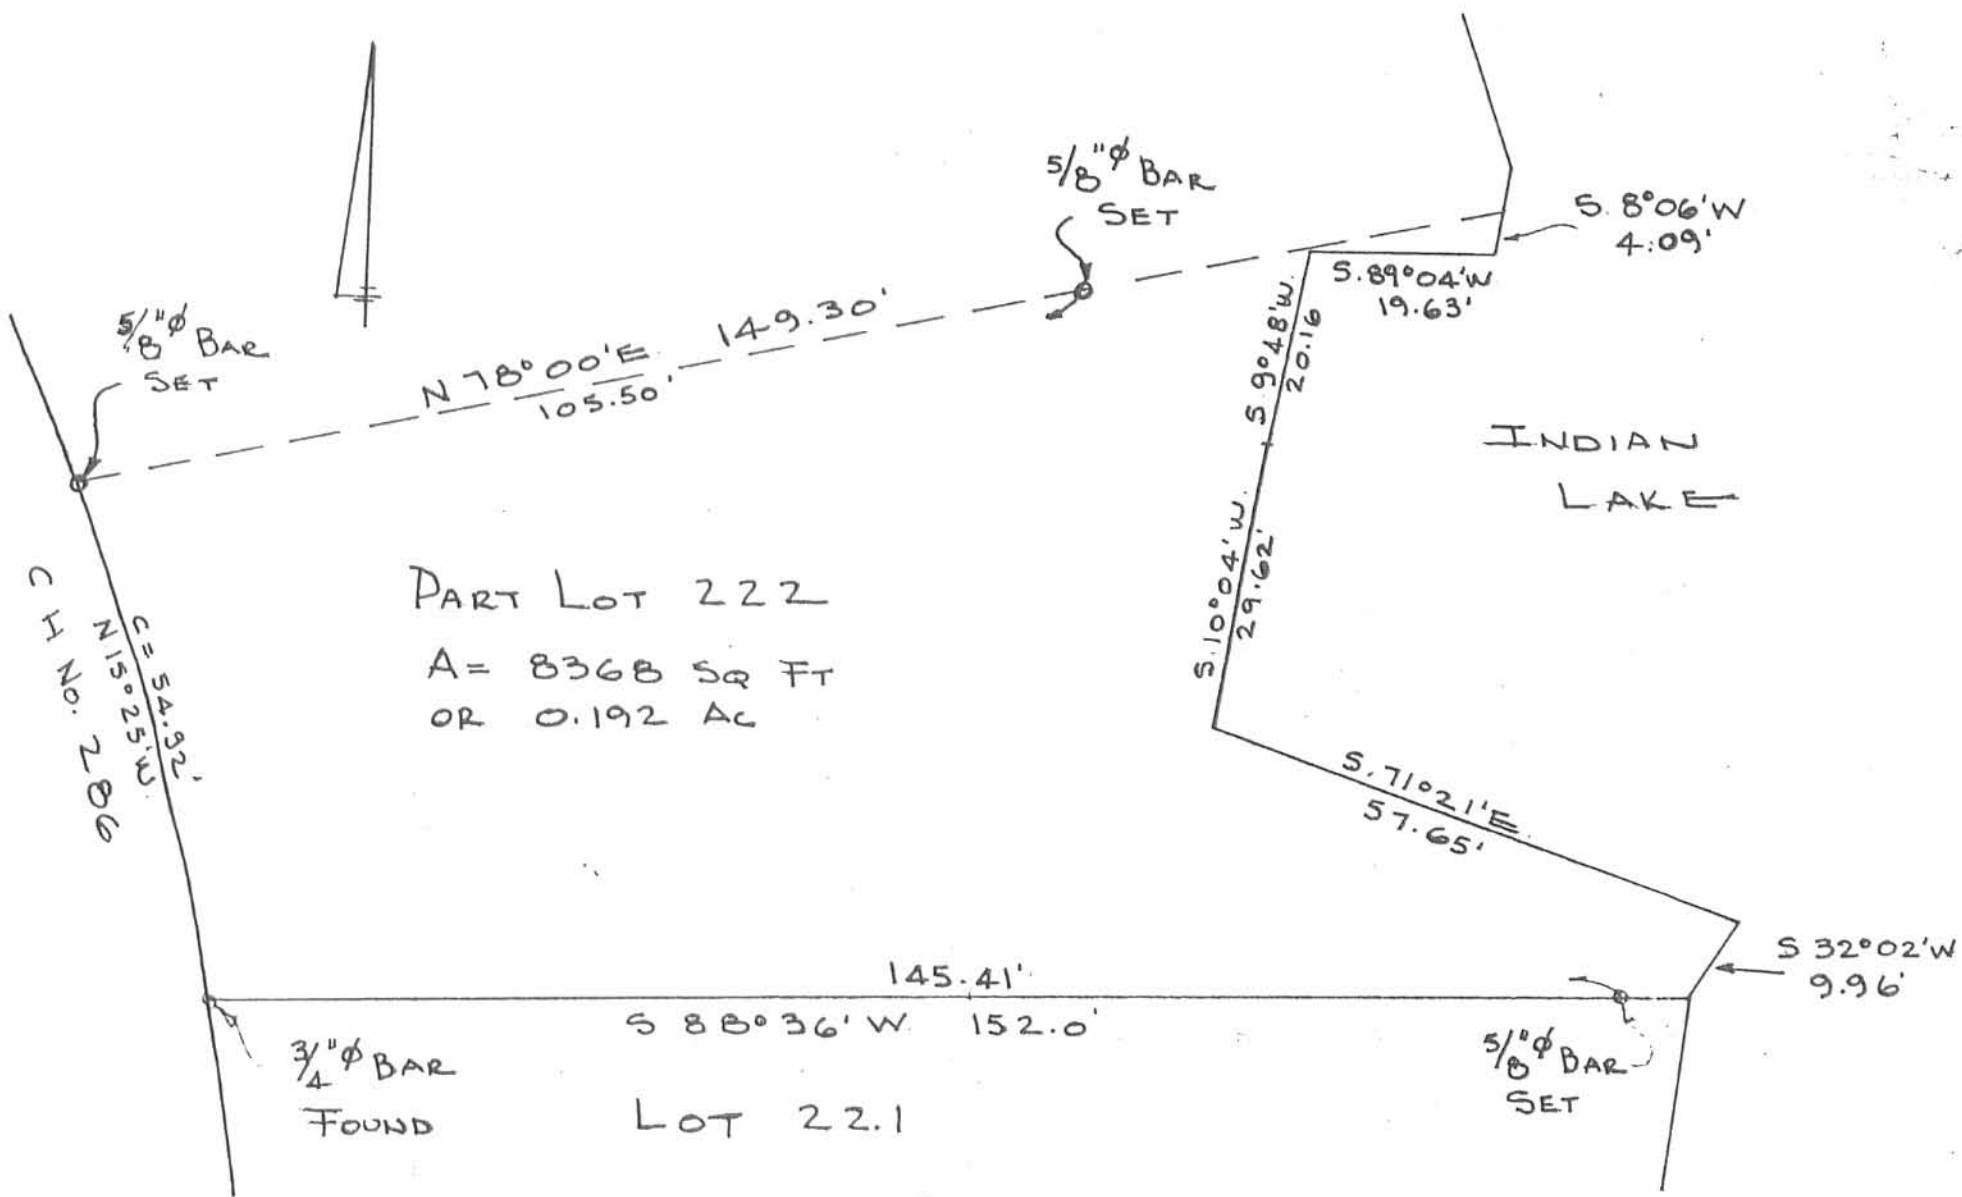 5/8"ϕ BAR
SET
S. 8°06'W
4.09'
S. 89°04'W
19.63'
5/8"ϕ BAR
SET
N 78°00'E 149.30'
105.50'
S 9°48'W.
20.16
INDIAN
LAKE
S. 10°04'W.
29.62'
PART LOT 222
A= 8368 SQ FT
OR 0.192 AC
C= 54.92'
N 15°25'W
C H No. 286
S. 71°21'E.
57.65'
S 32°02'W
9.96'
145.41'
S 88°36'W. 152.0'
3/4"ϕ BAR
FOUND
5/8"ϕ BAR
SET
LOT 221